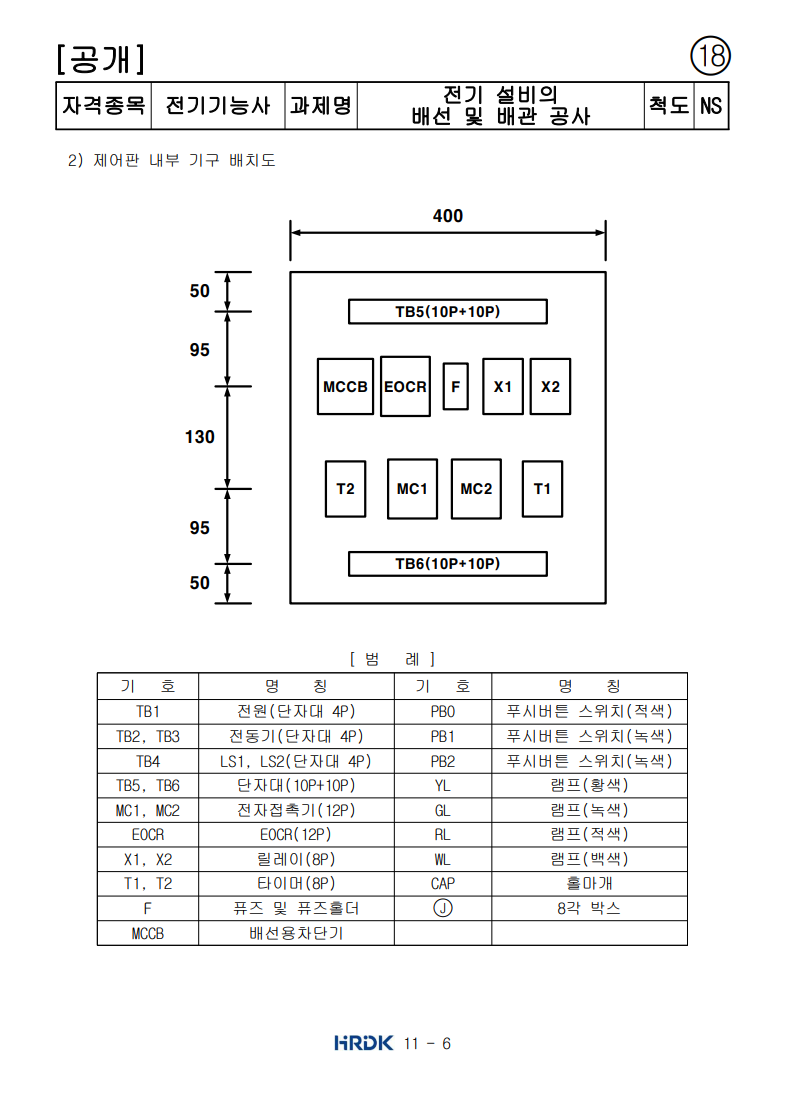 [공개]
⑱
자격종목 전기기능사 과제명 전기 설비의 배선 및 배관 공사 척도 NS
2) 제어판 내부 기구 배치도
400
50
TB5(10P+10P)
95
MCCB EOCR F X1 X2
130
T2 MC1 MC2 T1
95
TB6(10P+10P)
50
[ 범 례 ]
기 호 명 칭 기 호 명 칭
TB1 전원(단자대 4P) PB0 푸시버튼 스위치(적색)
TB2, TB3 전동기(단자대 4P) PB1 푸시버튼 스위치(녹색)
TB4 LS1, LS2(단자대 4P) PB2 푸시버튼 스위치(녹색)
TB5, TB6 단자대(10P+10P) YL 램프(황색)
MC1, MC2 전자접촉기(12P) GL 램프(녹색)
EOCR EOCR(12P) RL 램프(적색)
X1, X2 릴레이(8P) WL 램프(백색)
T1, T2 타이머(8P) CAP 홀마개
F 퓨즈 및 퓨즈홀더 Ⓙ 8각 박스
MCCB 배선용차단기
HRDK 11 - 6